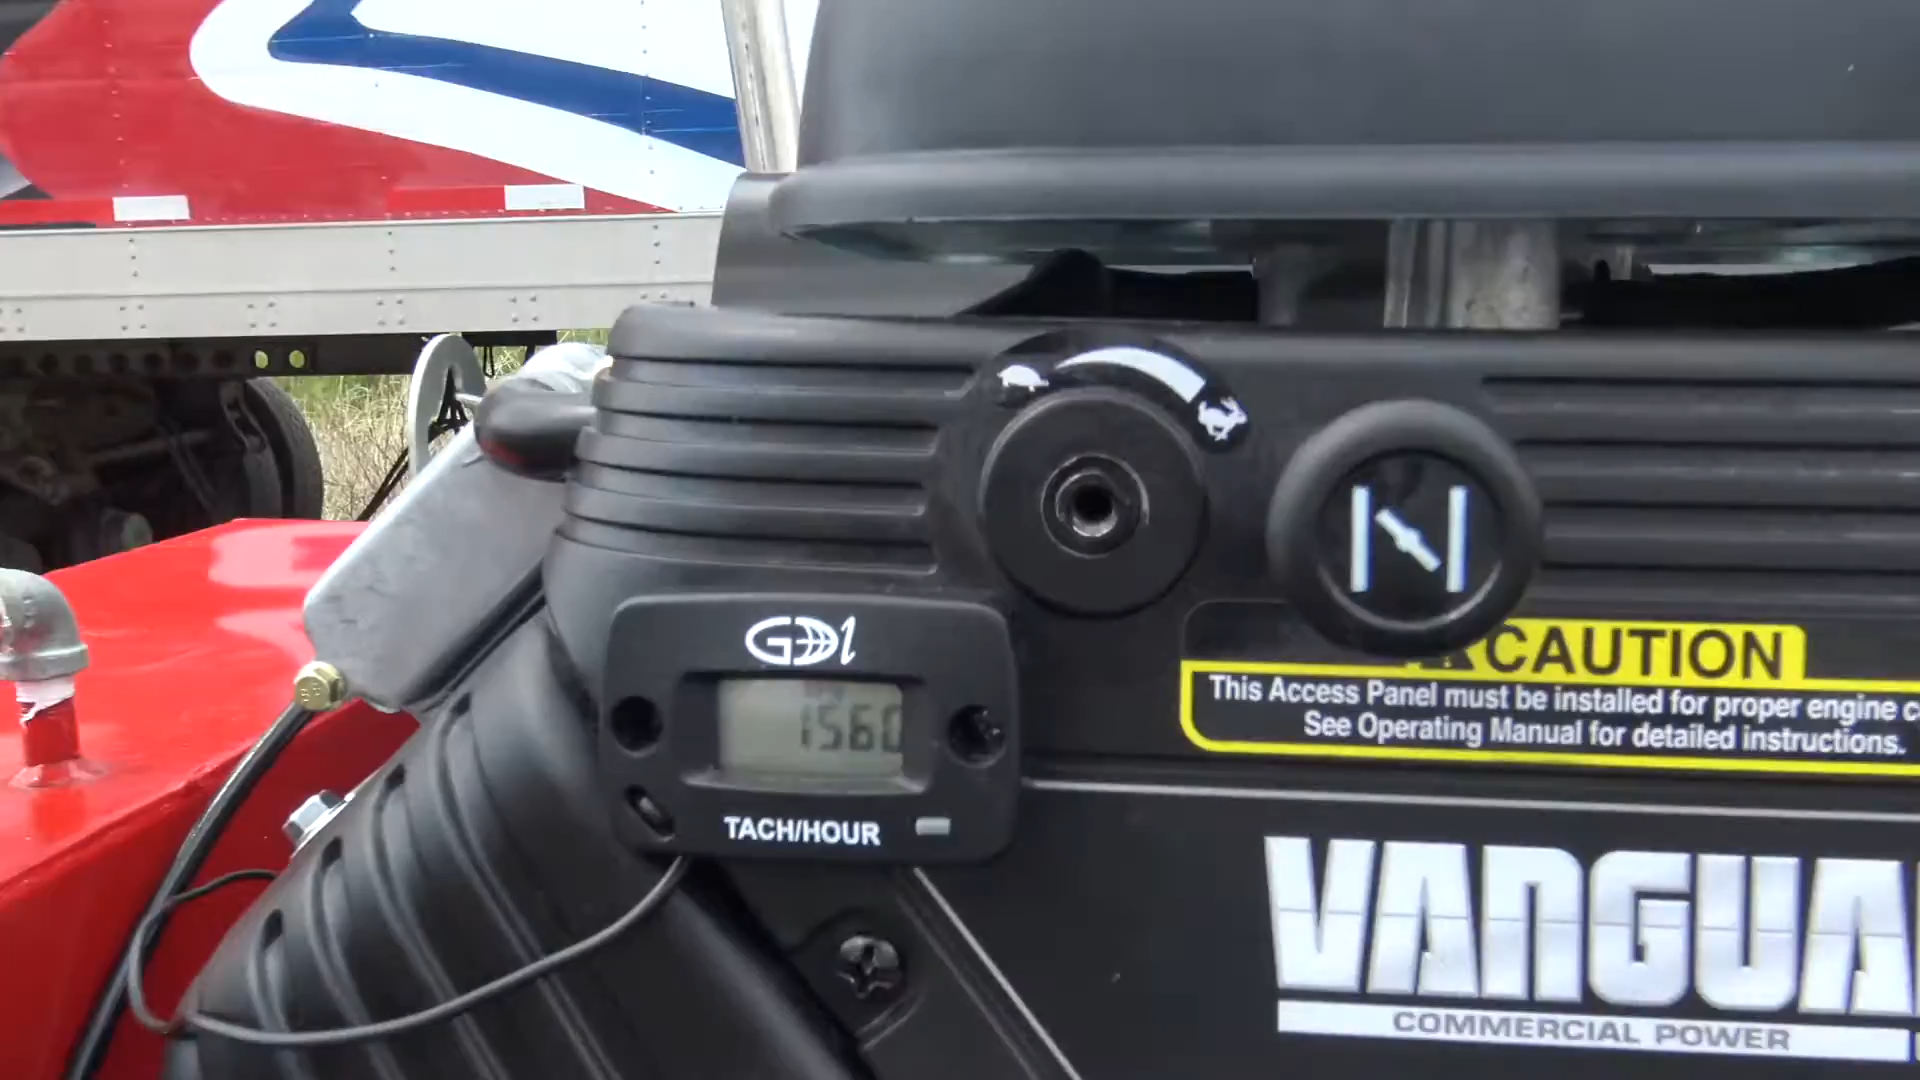 GDI
1560
TACH/HOUR
CAUTION
This Access Panel must be installed for proper engine
See Operating Manual for detailed instructions.
VANGUA
COMMERCIAL POWER